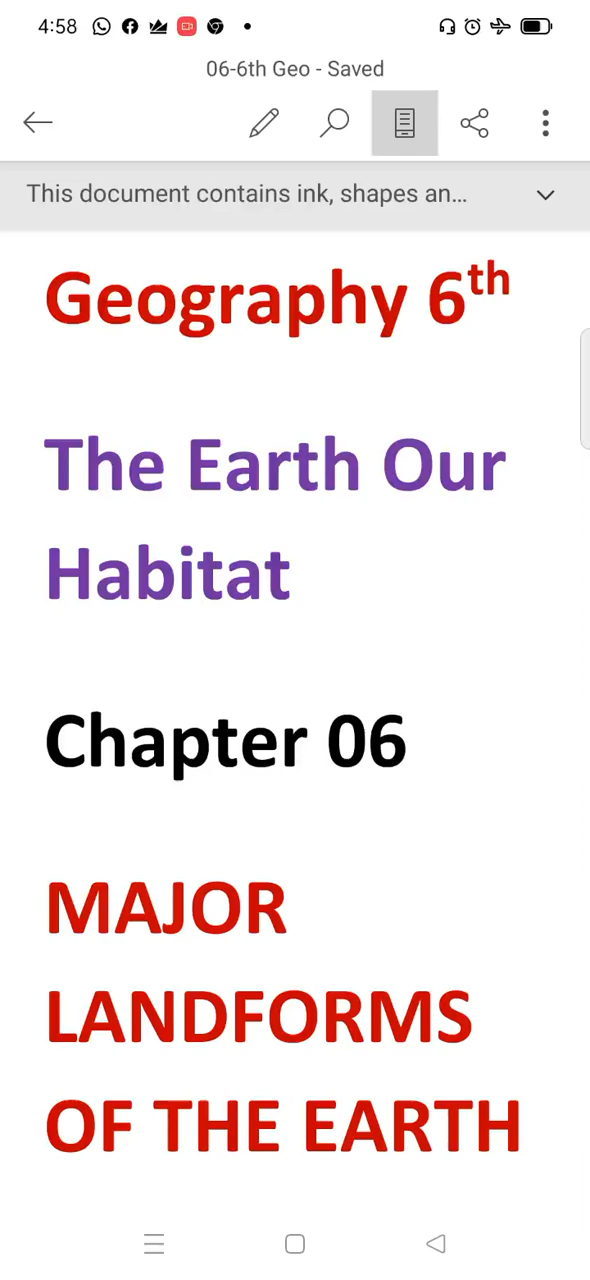 4:58
06-6th Geo - Saved
This document contains ink, shapes an...
Geography 6th
The Earth Our
Habitat
Chapter 06
MAJOR
LANDFORMS
OF THE EARTH